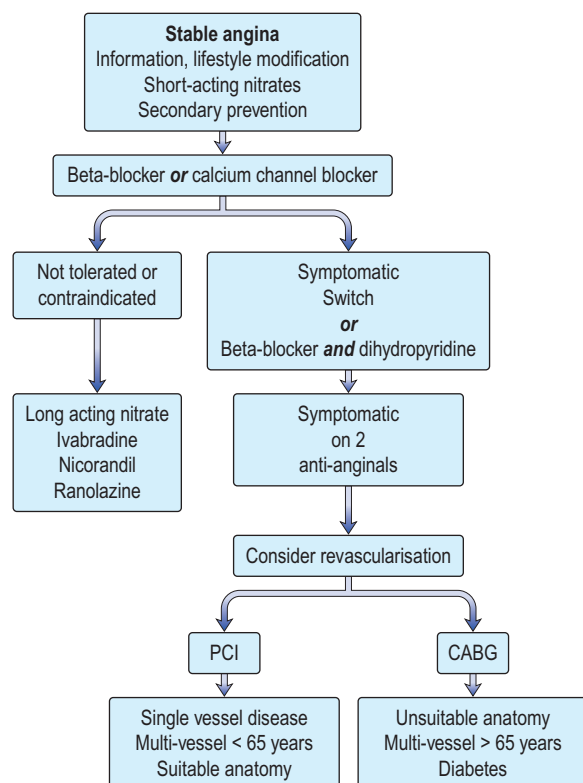 Stable angina
Information, lifestyle modification
Short-acting nitrates
Secondary prevention
Beta-blocker or calcium channel blocker
Not tolerated or
contraindicated
Symptomatic
Switch
or
Beta-blocker and dihydropyridine
Long acting nitrate
Ivabradine
Nicorandil
Ranolazine
Symptomatic
on 2
anti-anginals
Consider revascularisation
PCI
CABG
Single vessel disease
Multi-vessel < 65 years
Suitable anatomy
Unsuitable anatomy
Multi-vessel > 65 years
Diabetes